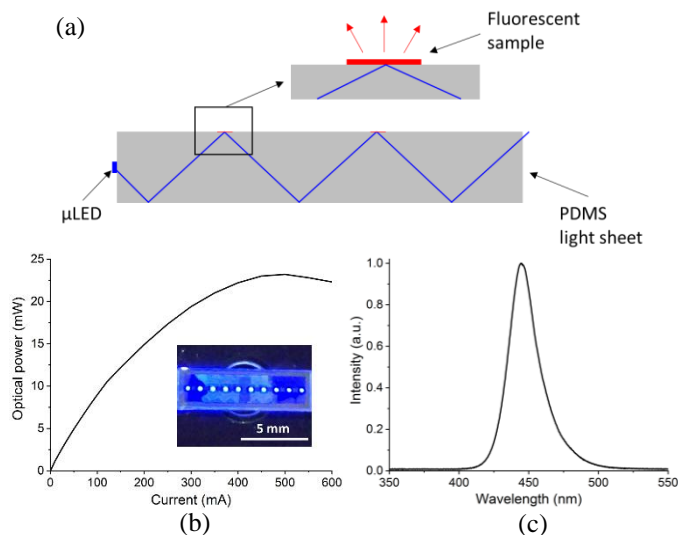 (a)
Fluorescent
sample
µLED
PDMS
light sheet
25
20
15
10
5
0
Optical power (mW)
5 mm
0 100 200 300 400 500 600
Current (mA)
(b)
1.0
0.8
0.6
0.4
0.2
0.0
Intensity (a.u.)
350 400 450 500 550
Wavelength (nm)
(c)